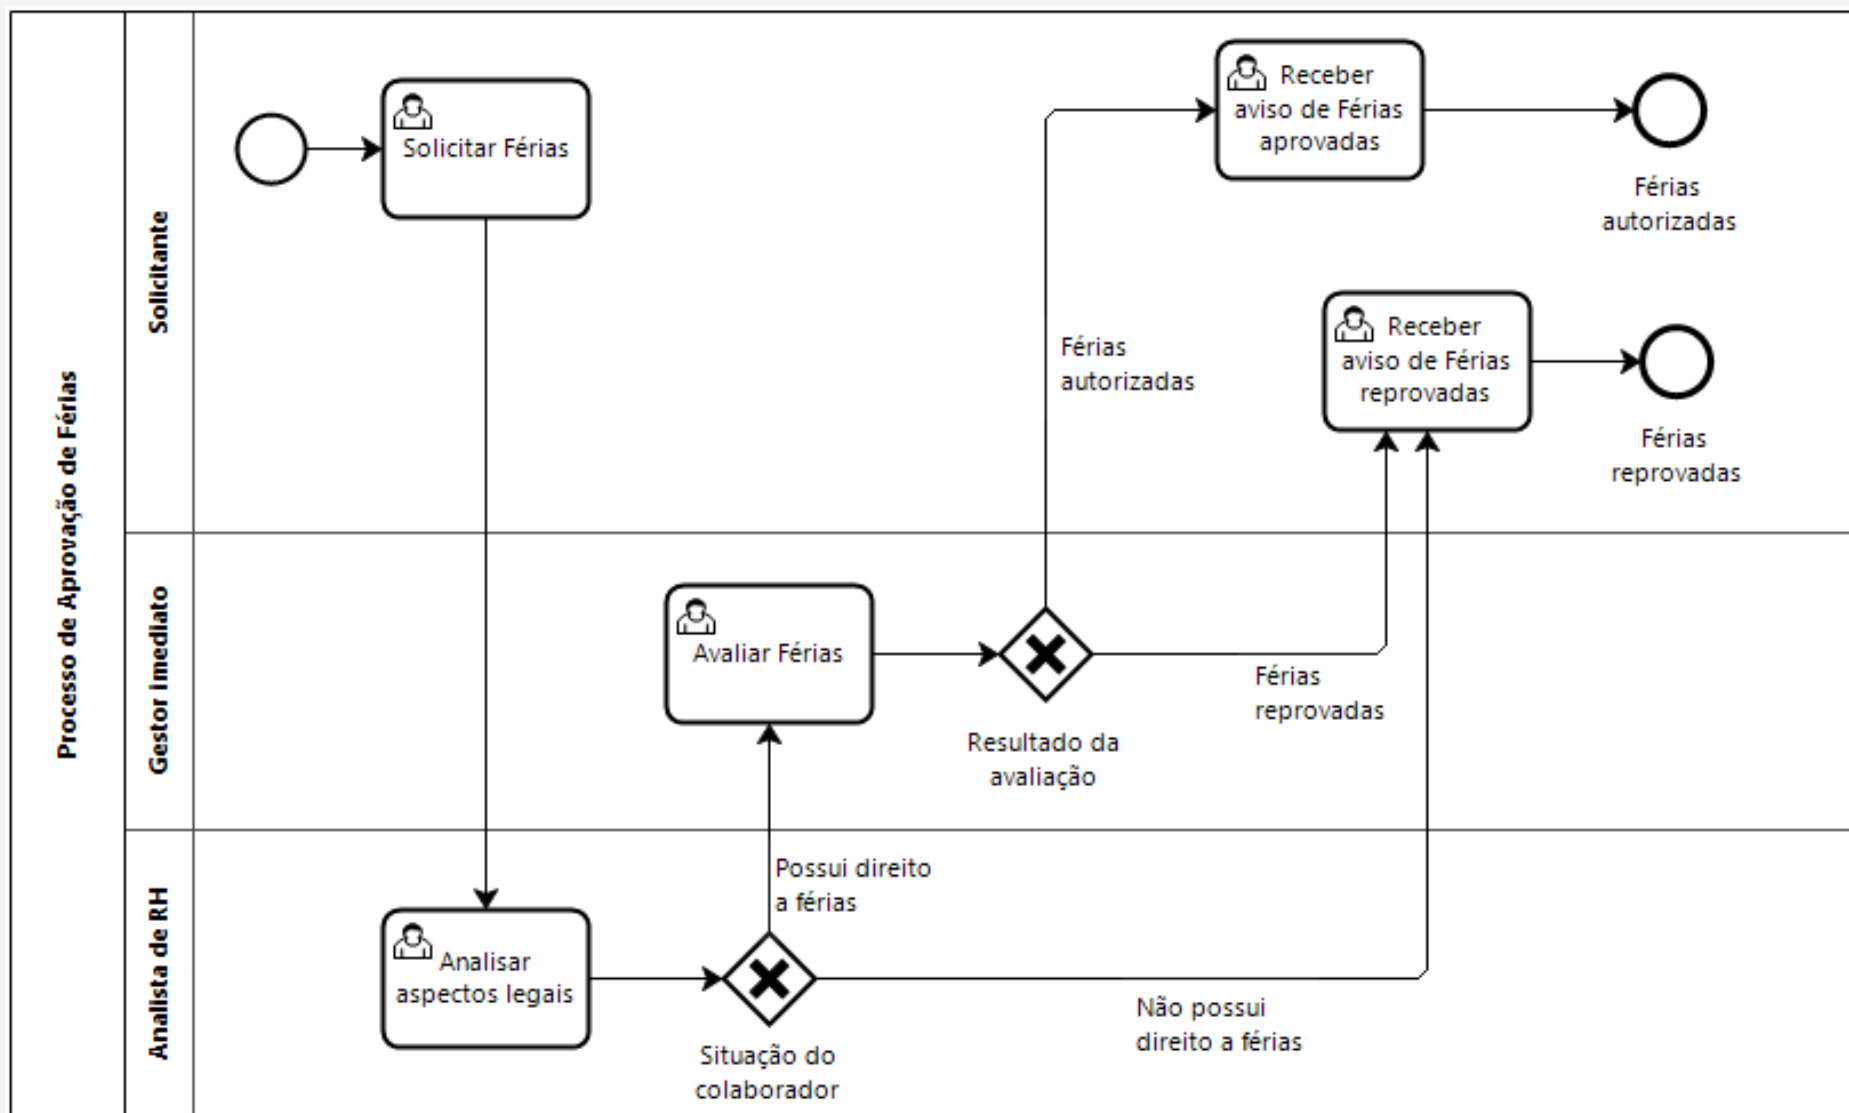 Processo de Aprovação de Férias
Solicitante
Solicitar Férias
Receber
aviso de Férias
aprovadas
Férias
autorizadas
Férias
autorizadas
Receber
aviso de Férias
reprovadas
Férias
reprovadas
Gestor imediato
Avaliar Férias
Resultado da
avaliação
Férias
reprovadas
Analista de RH
Analisar
aspectos legais
Possui direito
a férias
Situação do
colaborador
Não possui
direito a férias